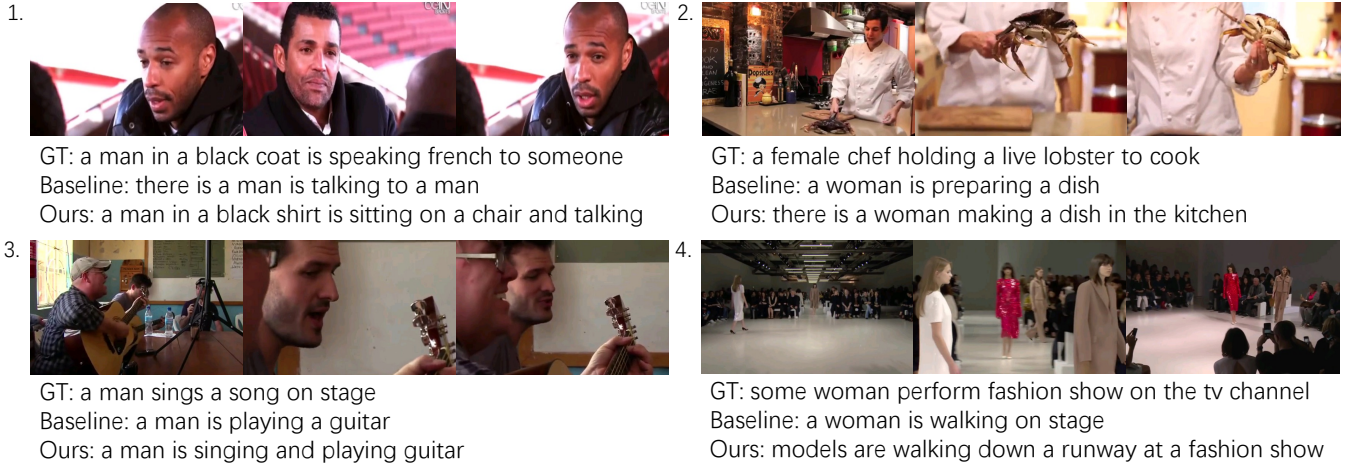 1.
beIN
beIN
GT: a man in a black coat is speaking french to someone
Baseline: there is a man is talking to a man
Ours: a man in a black shirt is sitting on a chair and talking
2.
Popsicles
GT: a female chef holding a live lobster to cook
Baseline: a woman is preparing a dish
Ours: there is a woman making a dish in the kitchen
3.
GT: a man sings a song on stage
Baseline: a man is playing a guitar
Ours: a man is singing and playing guitar
4.
GT: some woman perform fashion show on the tv channel
Baseline: a woman is walking on stage
Ours: models are walking down a runway at a fashion show